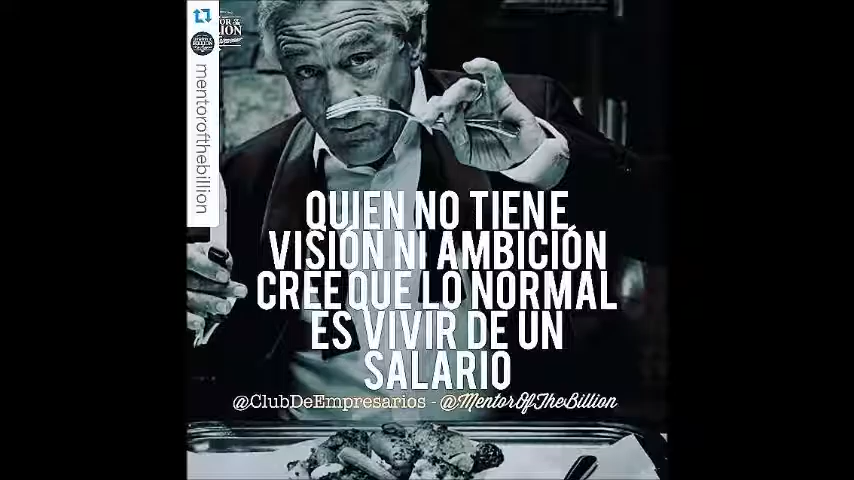 mentorofthebillion
QUIEN NO TIENE
VISIÓN NI AMBICIÓN
CREE QUE LO NORMAL
ES VIVIR DE UN
SALARIO
@ClubDeEmpresarios - @MentorOfTheBillion